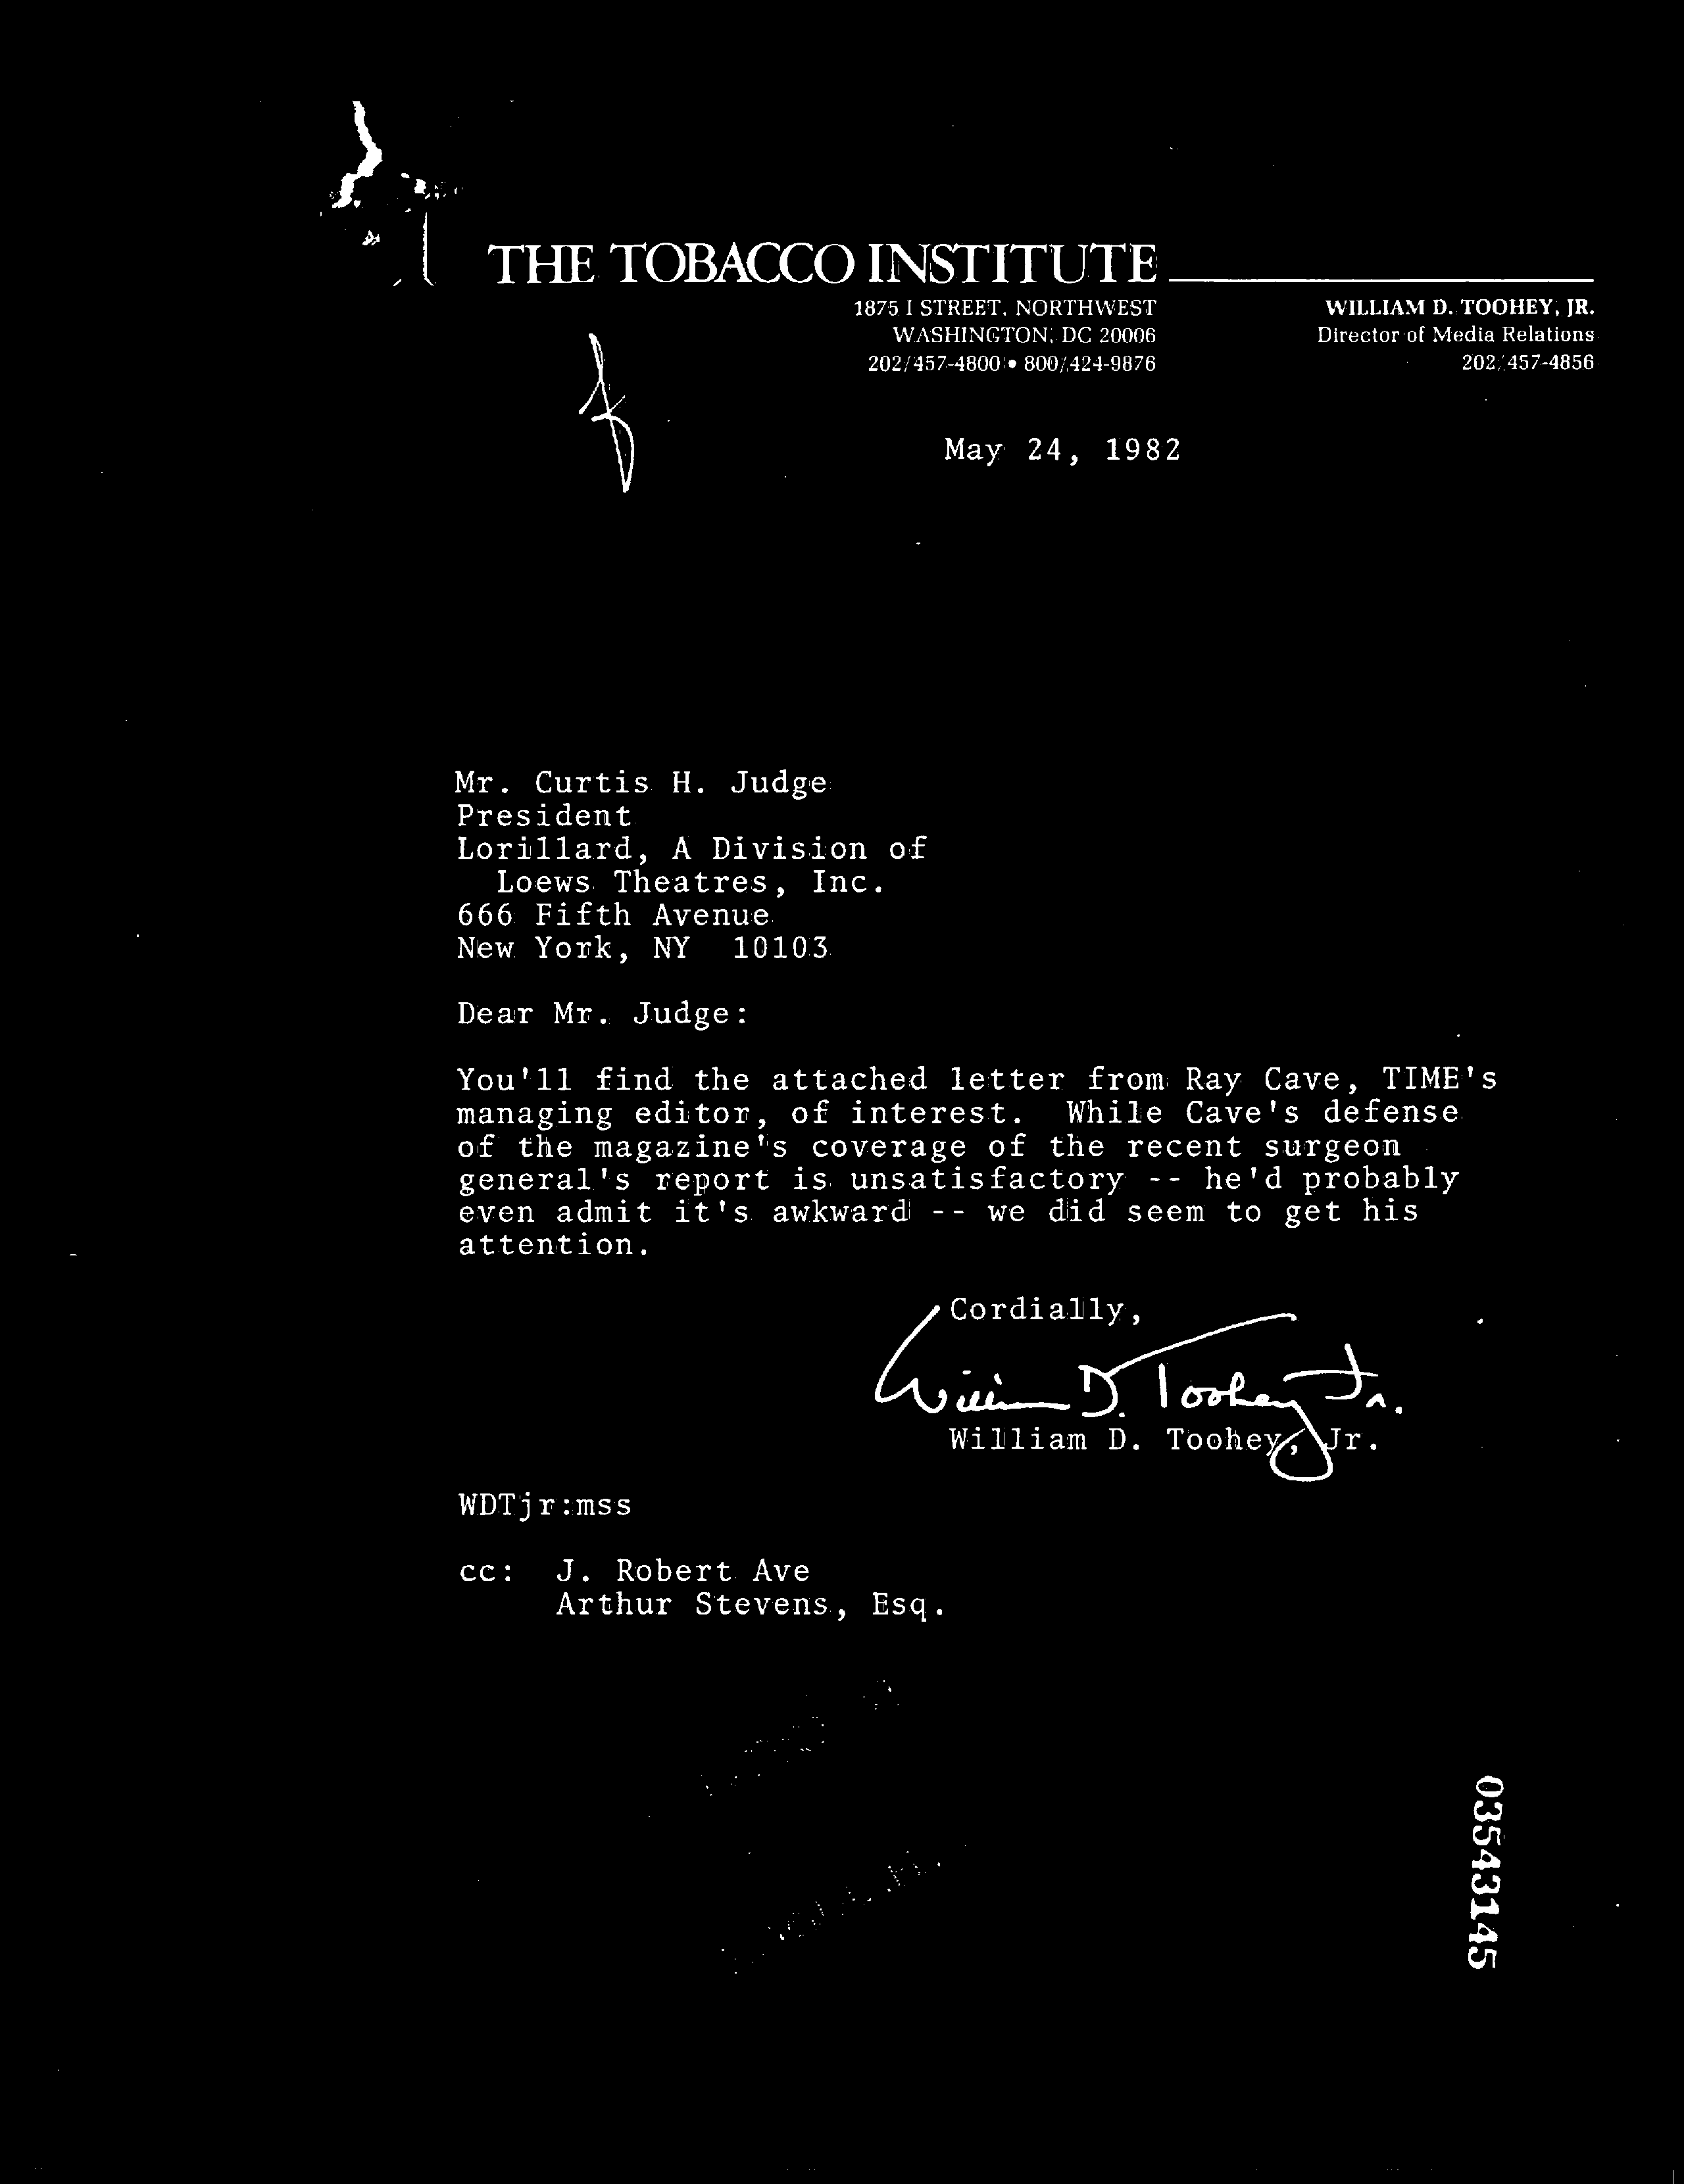 THE TOBACCO INSTITUTE
1875 I STREET, NORTHWEST
WASHINGTON, DC 20006
202/457-4800 • 800/424-9876
WILLIAM D. TOOHEY, JR.
Director of Media Relations
202/457-4856
May 24, 1982
Mr. Curtis H. Judge
President
Lorillard, A Division of
Loews Theatres, Inc.
666 Fifth Avenue
New York, NY 10103
Dear Mr. Judge:
You'll find the attached letter from Ray Cave, TIME's
managing editor, of interest. While Cave's defense
of the magazine's coverage of the recent surgeon
general's report is unsatisfactory -- he'd probably
even admit it's awkward -- we did seem to get his
attention.
Cordially,
William D. Toohey Jr.
William D. Toohey, Jr.
WDTjr:mss
cc: J. Robert Ave
Arthur Stevens, Esq.
03543145